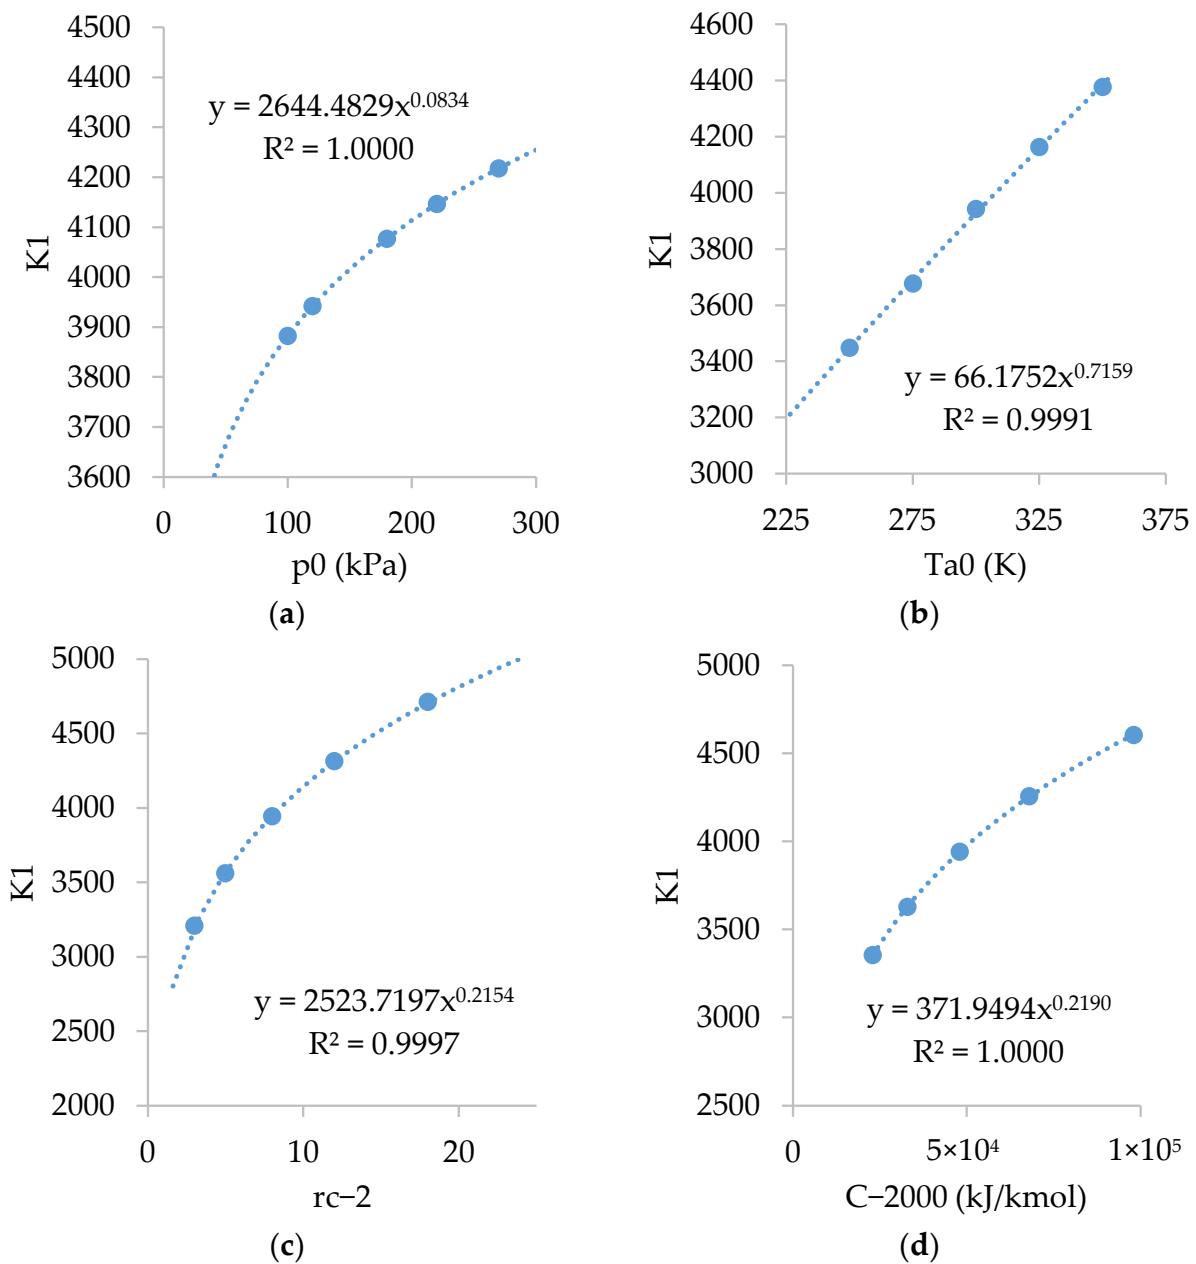 4500
4400
4300
4200
4100
4000
3900
3800
3700
3600
K1
y = 2644.4829x^0.0834
R² = 1.0000
0 100 200 300
p0 (kPa)
(a)
4600
4400
4200
4000
3800
3600
3400
3200
3000
K1
y = 66.1752x^0.7159
R² = 0.9991
225 275 325 375
Ta0 (K)
(b)
5000
4500
4000
3500
3000
2500
2000
K1
y = 2523.7197x^0.2154
R² = 0.9997
0 10 20
rc−2
(c)
5000
4500
4000
3500
3000
2500
K1
y = 371.9494x^0.2190
R² = 1.0000
0 5×10⁴ 1×10⁵
C−2000 (kJ/kmol)
(d)